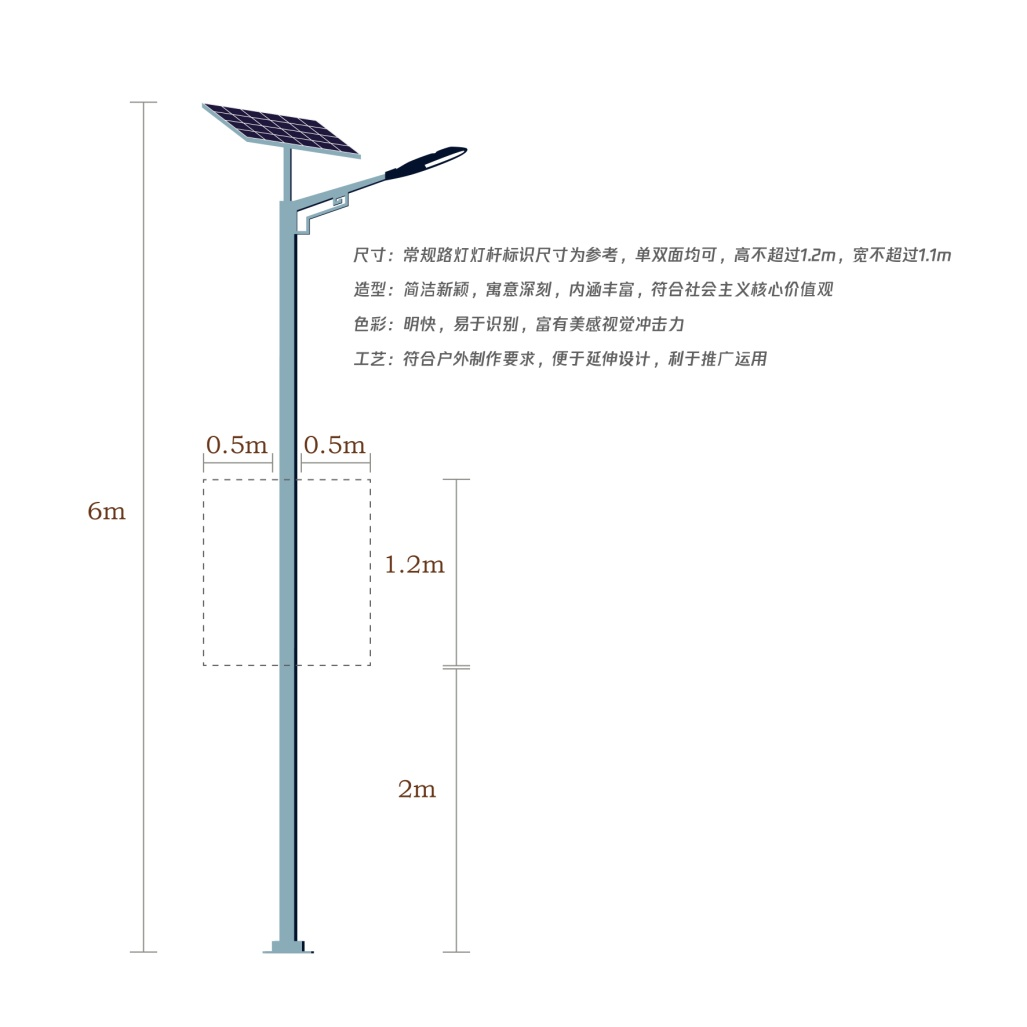 尺寸：常规路灯灯杆标识尺寸为参考，单双面均可，高不超过1.2m，宽不超过1.1m
造型：简洁新颖，寓意深刻，内涵丰富，符合社会主义核心价值观
色彩：明快，易于识别，富有美感视觉冲击力
工艺：符合户外制作要求，便于延伸设计，利于推广运用
0.5m 0.5m
6m
1.2m
2m